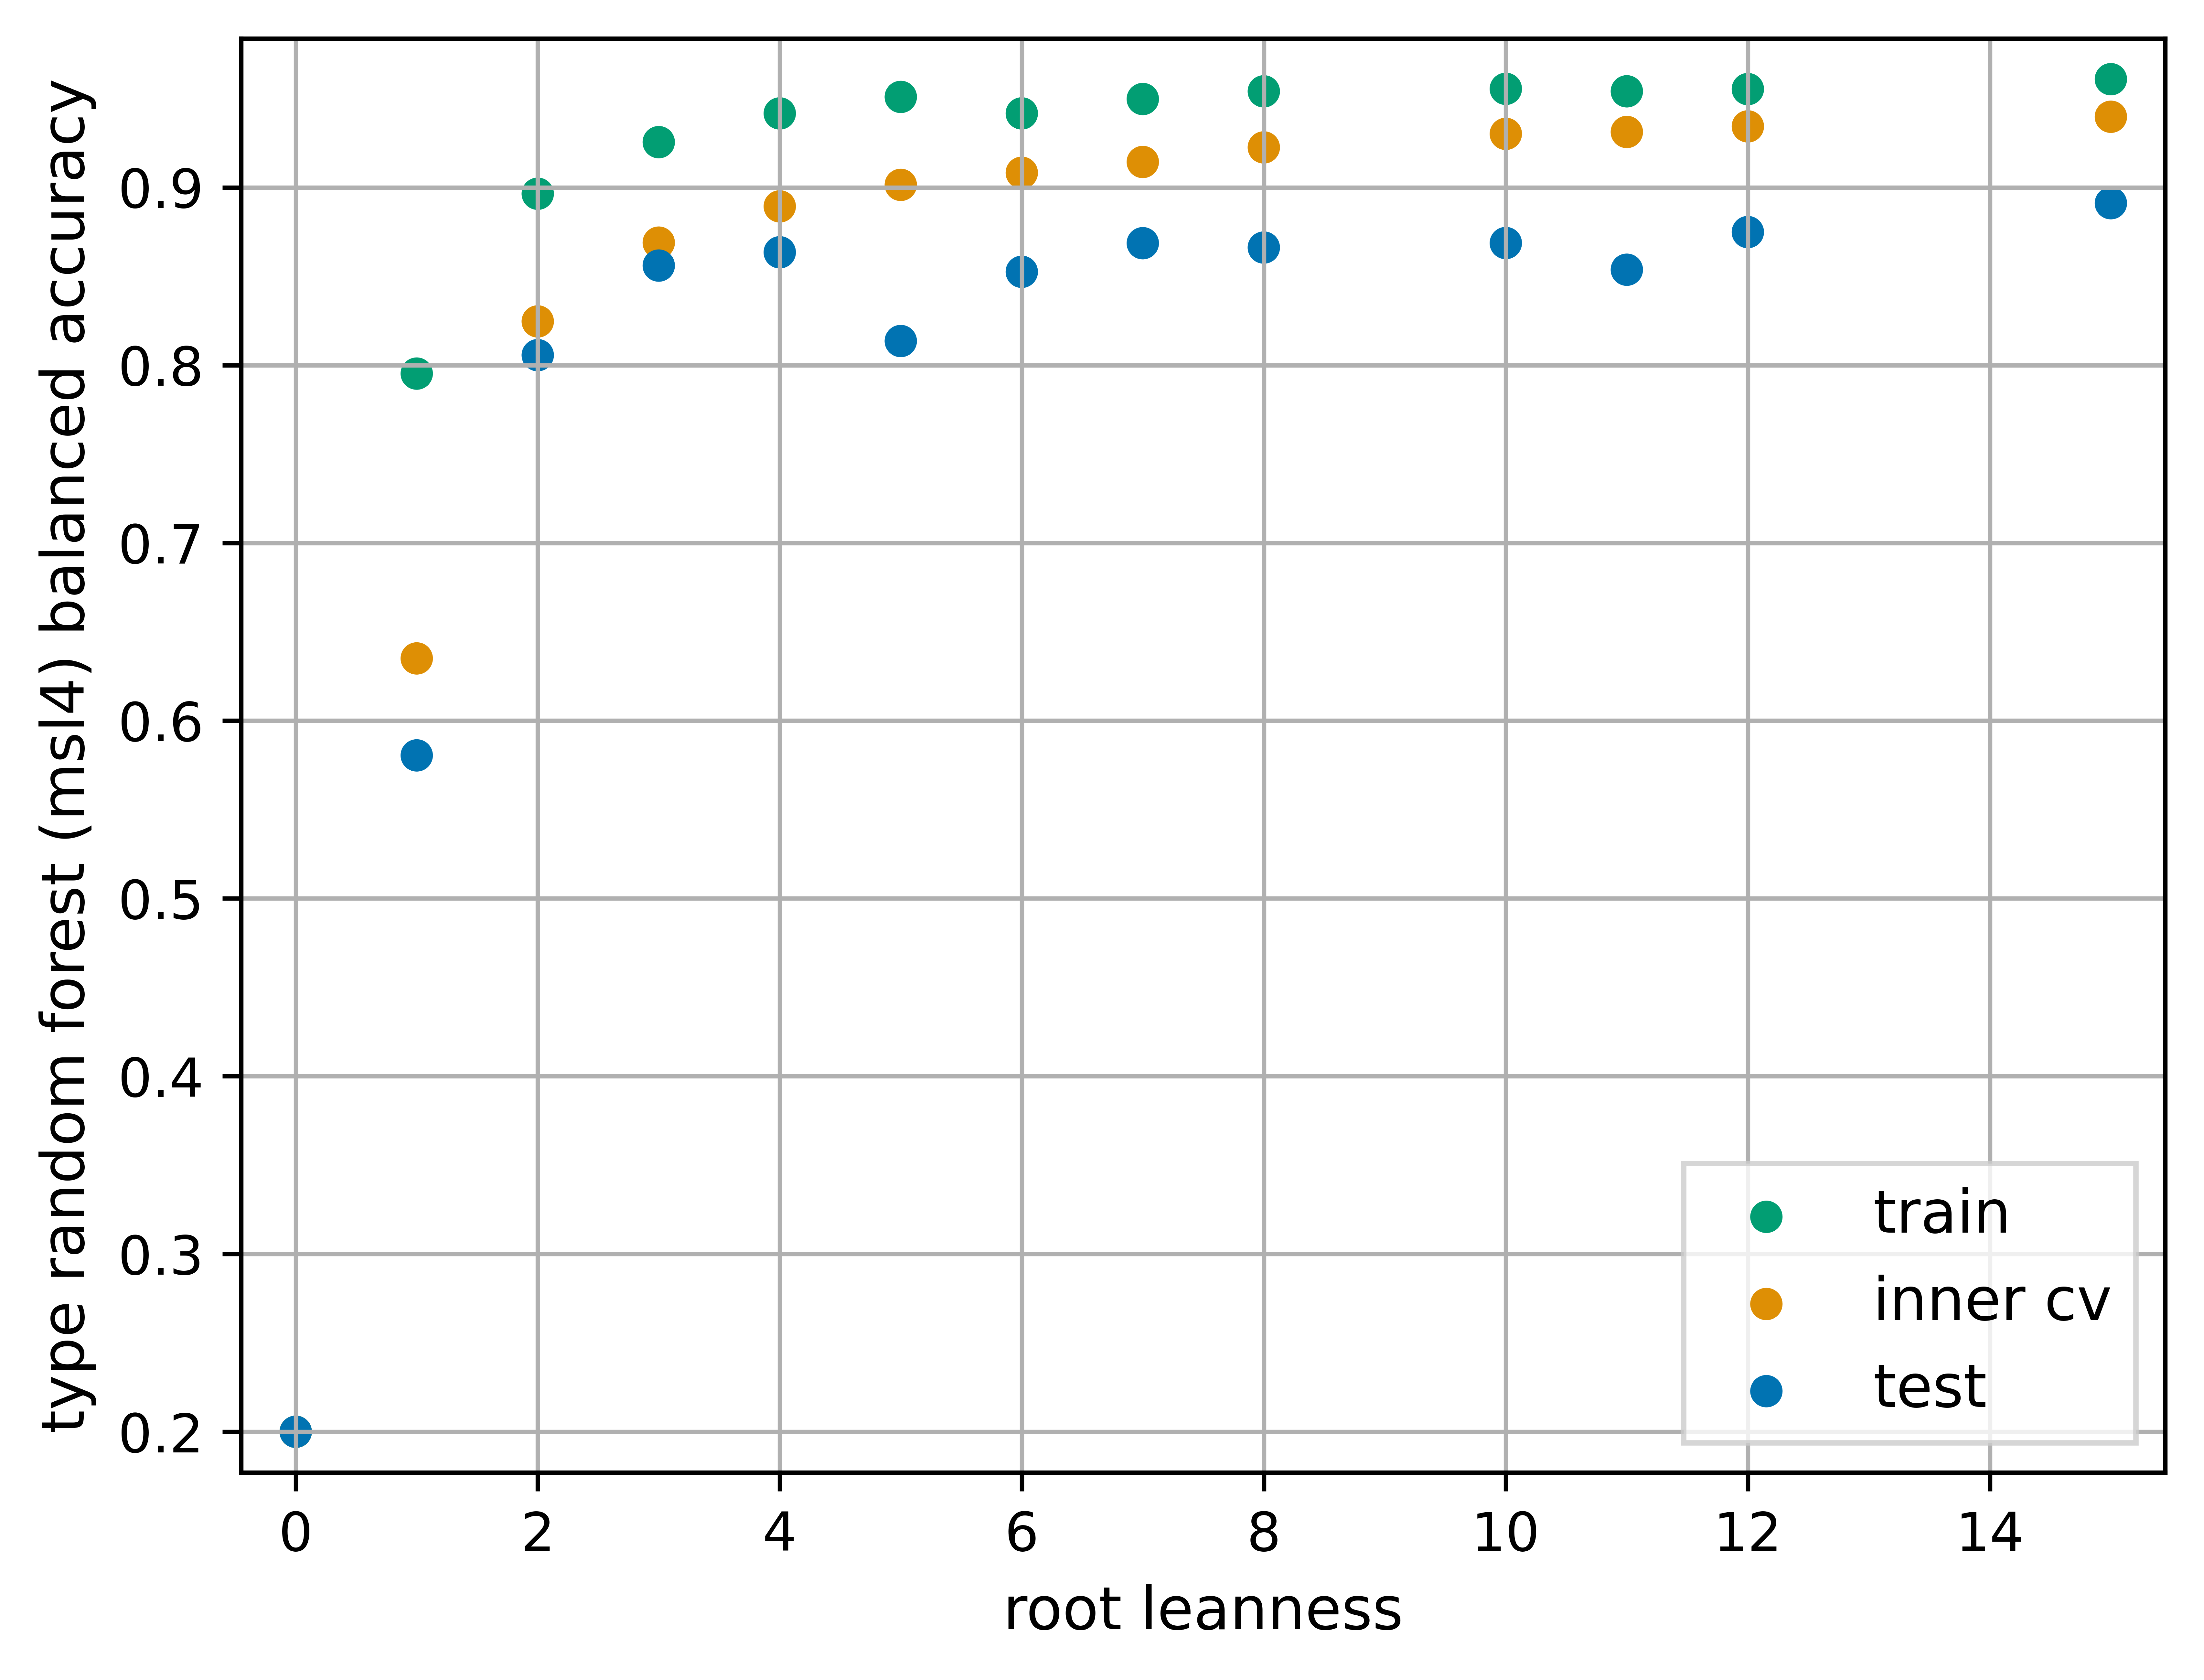 type random forest (msl4) balanced accuracy
0.9
0.8
0.7
0.6
0.5
0.4
0.3
0.2
train
inner cv
test
0 2 4 6 8 10 12 14
root leanness